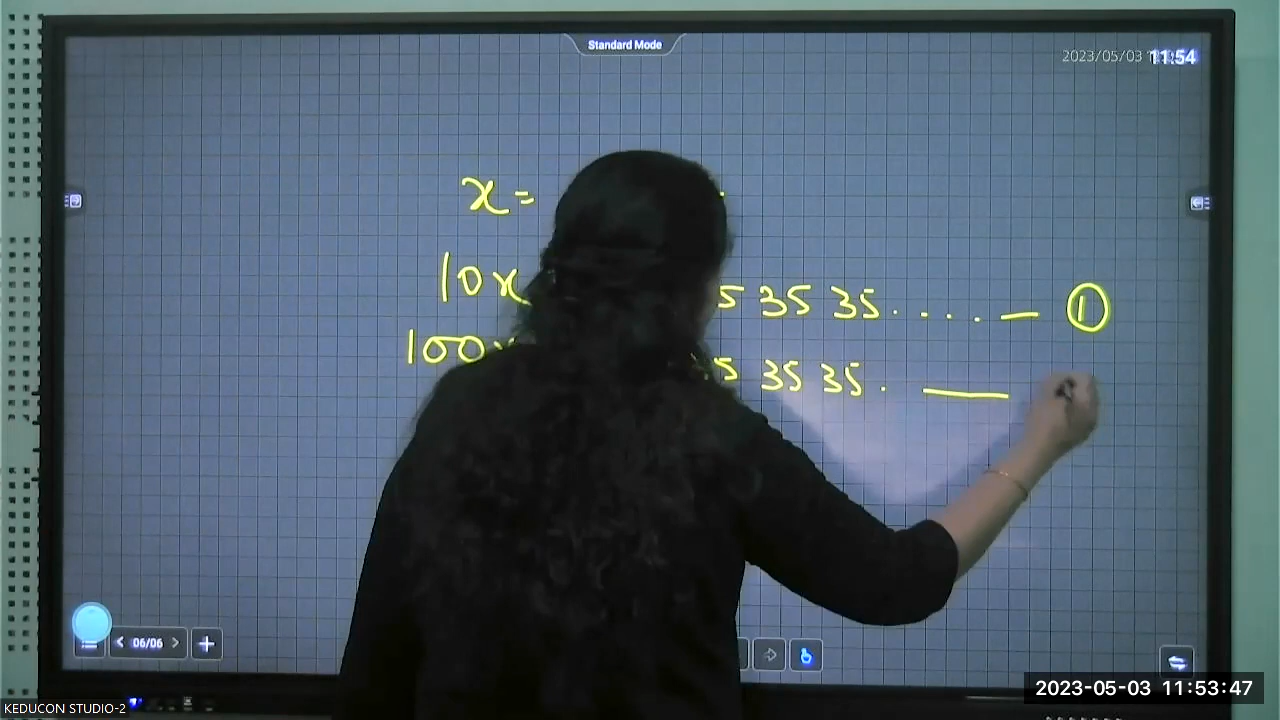 Standard Mode
2023/05/03 11:54
x =
10x 5 35 35 ..... — ①
100x 5 35 35 . —
06/06
2023-05-03 11:53:47
KEDUCON STUDIO-2